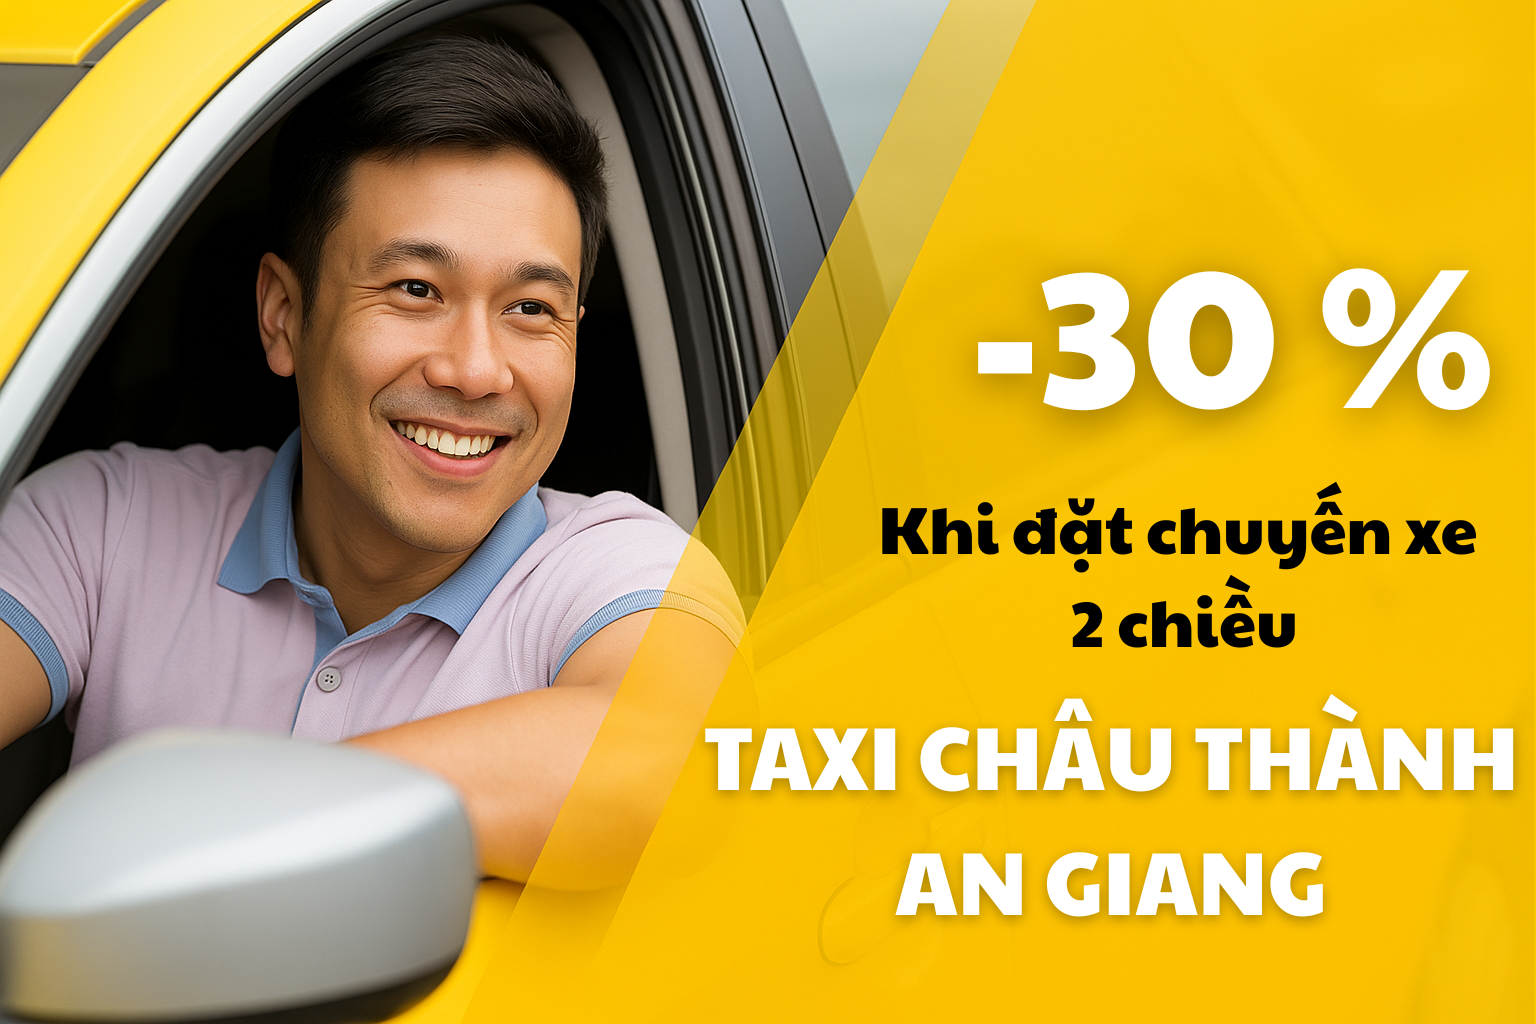 -30 %
Khi đặt chuyến xe
2 chiều
TAXI CHÂU THÀNH
AN GIANG